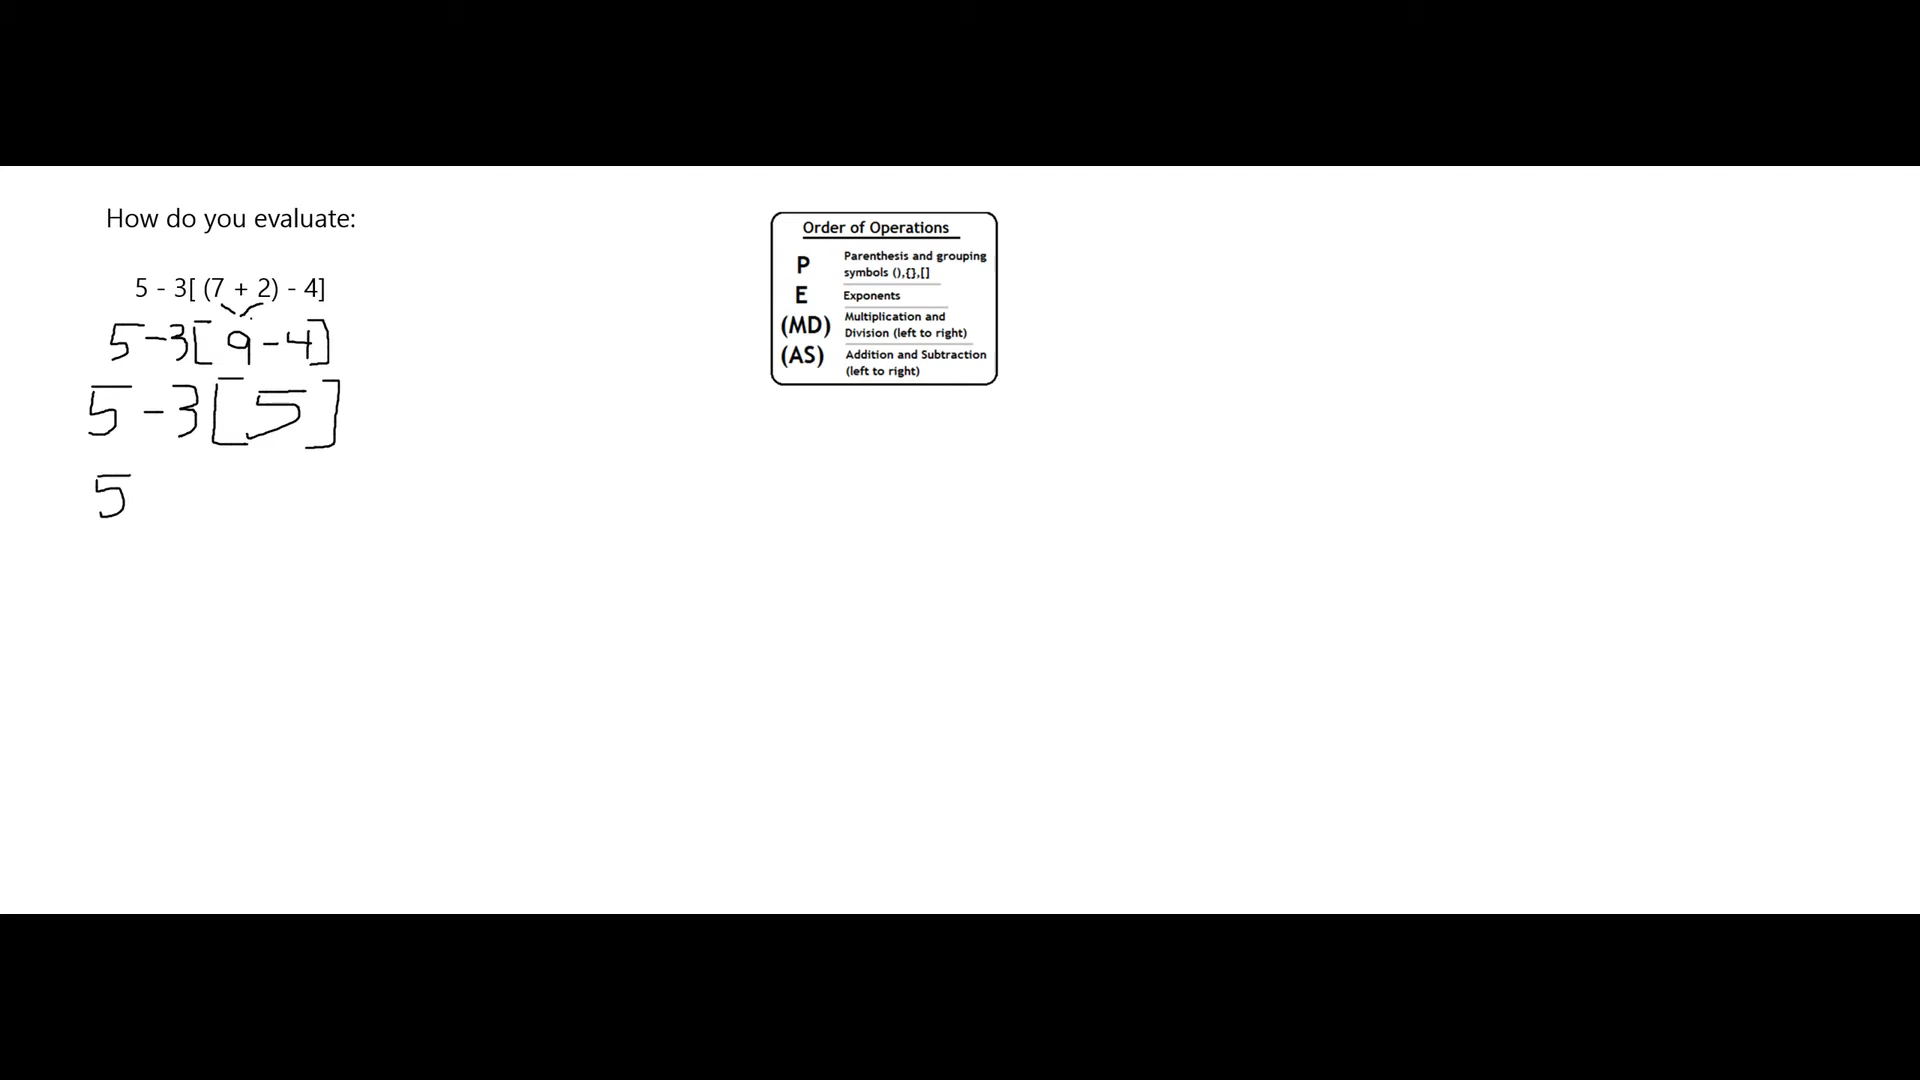 How do you evaluate:
5 - 3[ (7 + 2) - 4]
5-3[ 9-4]
5-3[5]
5
Order of Operations
P Parenthesis and grouping
symbols (),{},[]
E Exponents
(MD) Multiplication and
Division (left to right)
(AS) Addition and Subtraction
(left to right)